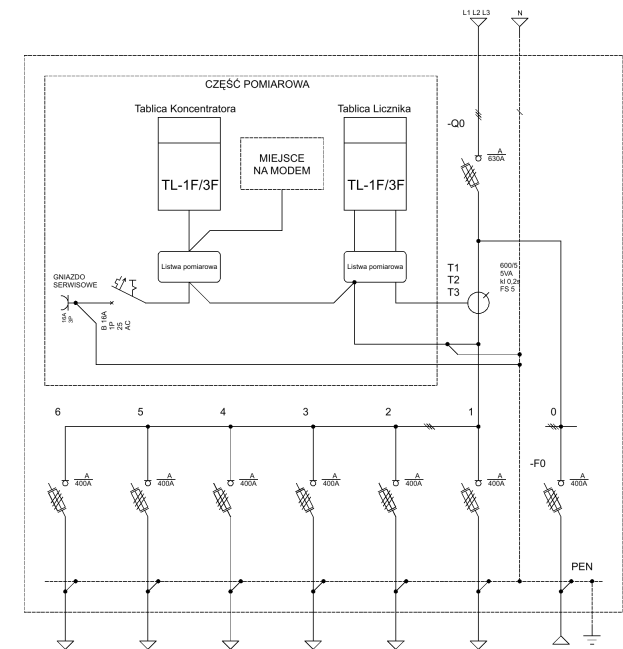 L1 L2 L3
N
CZĘŚĆ POMIAROWA
Tablica Koncentratora
Tablica Licznika
-Q0
MIEJSCE
NA MODEM
A
630A
TL-1F/3F
TL-1F/3F
Listwa pomiarowa
Listwa pomiarowa
GNIAZDO
SERWISOWE
T1
T2
T3
600/5
5VA
kl 0,2s
FS 5
16A
3P
B 16A
1P
25
AC
6
5
4
3
2
1
0
-F0
A
400A
A
400A
A
400A
A
400A
A
400A
A
400A
A
400A
PEN